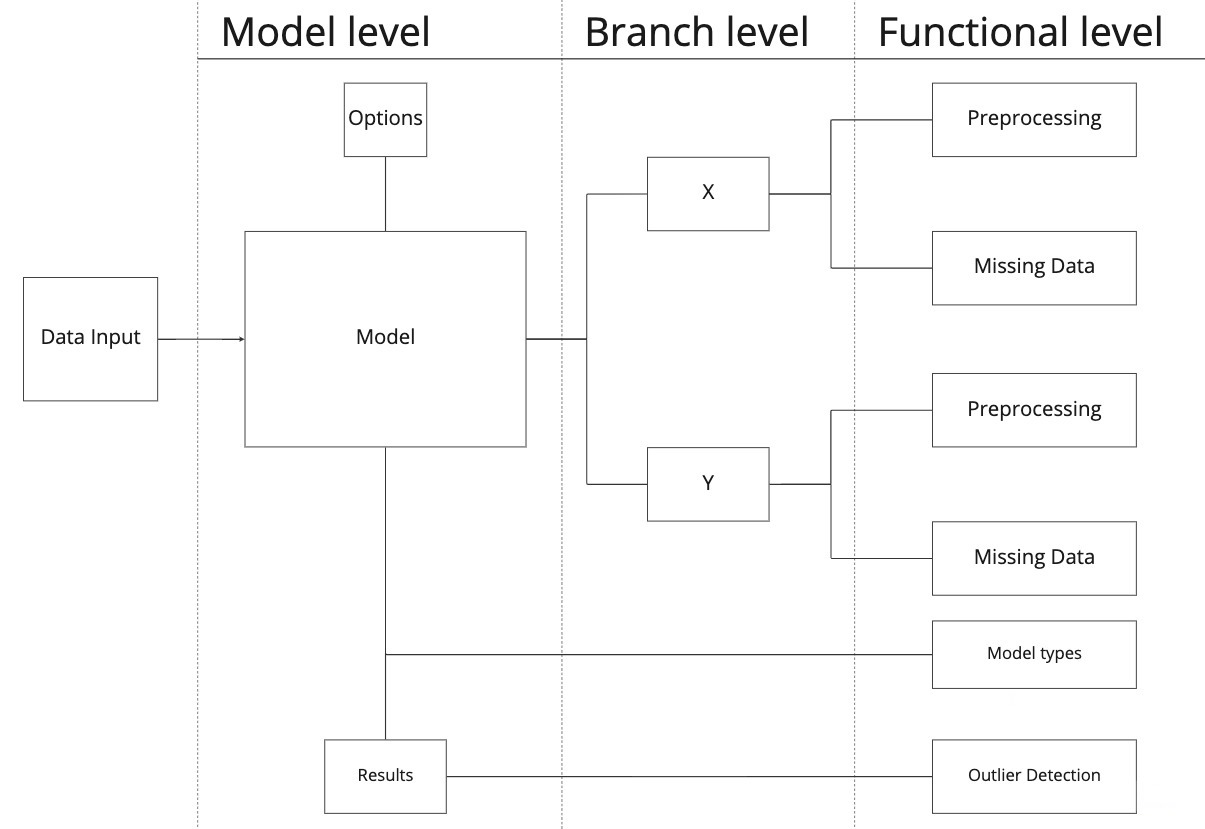 Model level
Branch level
Functional level
Options
Preprocessing
X
Missing Data
Data Input
Model
Preprocessing
Y
Missing Data
Model types
Results
Outlier Detection